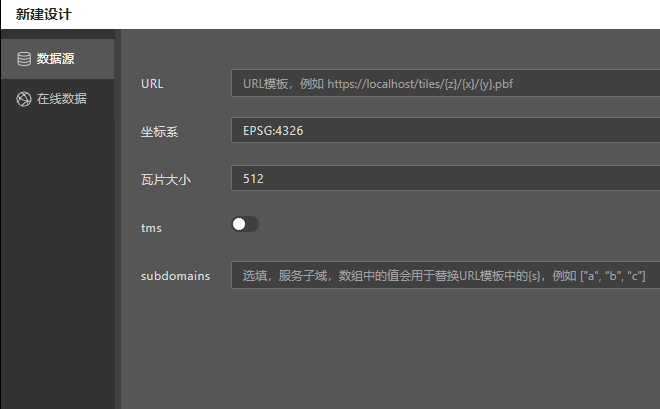 新建设计
数据源
在线数据
URL
URL模板，例如 https://localhost/tiles/{z}/{x}/{y}.pbf
坐标系
EPSG:4326
瓦片大小
512
tms
subdomains
选填，服务子域，数组中的值会用于替换URL模板中的{s}，例如 ["a", "b", "c"]